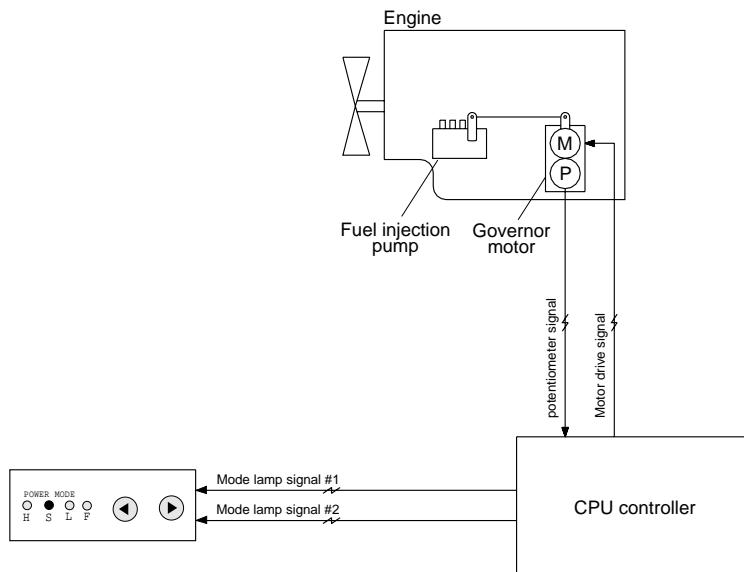 Engine
M
P
Fuel injection
pump
Governor
motor
potentiometer signal
Motor drive signal
Mode lamp signal #1
Mode lamp signal #2
CPU controller
POWER MODE
H S L F